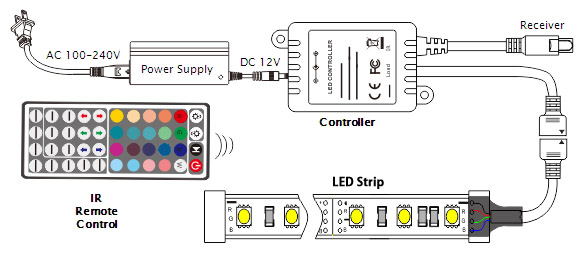 Receiver
AC 100-240V
Power Supply
DC 12V
LED CONTROLLER
IR
Load
CE FC
Controller
W
IR
Remote
Control
LED Strip
R
G
B
R
G
B
R
G
B